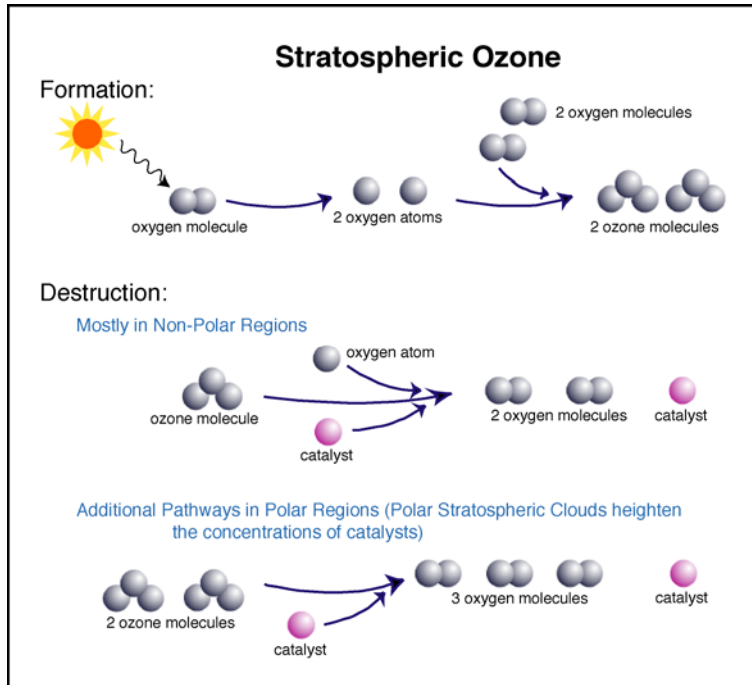 Stratospheric Ozone
Formation:
2 oxygen molecules
oxygen molecule
2 oxygen atoms
2 ozone molecules
Destruction:
Mostly in Non-Polar Regions
oxygen atom
ozone molecule
2 oxygen molecules
catalyst
catalyst
Additional Pathways in Polar Regions (Polar Stratospheric Clouds heighten
the concentrations of catalysts)
2 ozone molecules
3 oxygen molecules
catalyst
catalyst